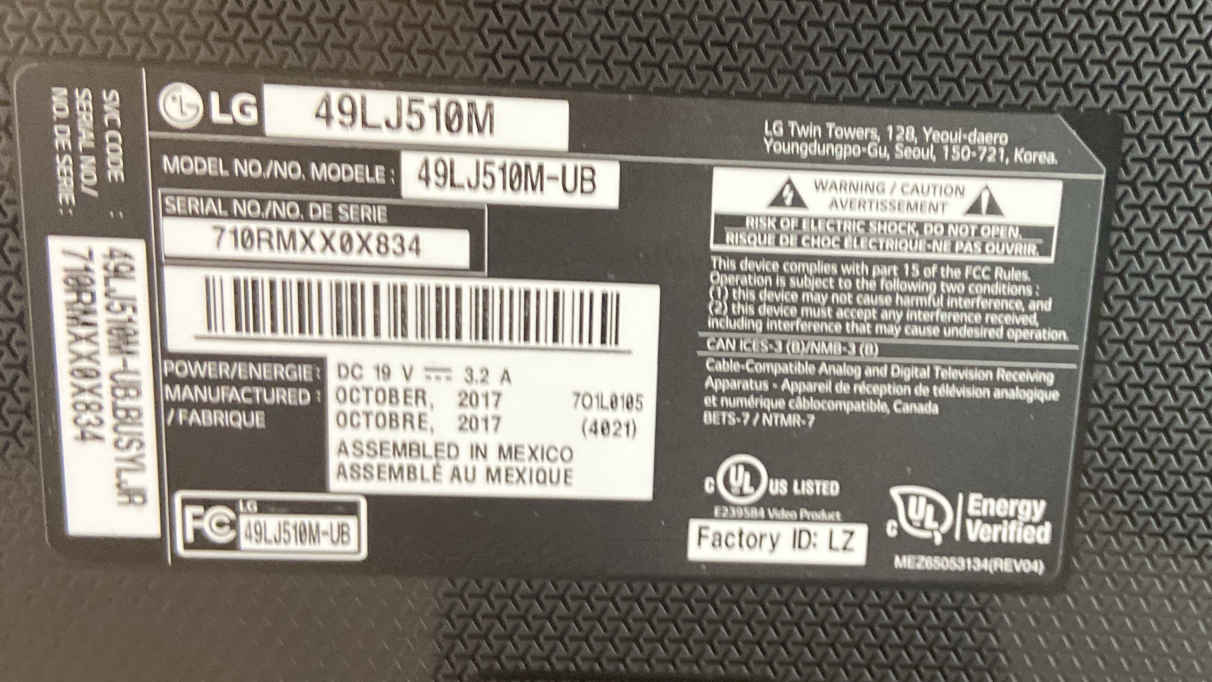 LG 49LJ510M
LG Twin Towers, 128, Yeoui-daero
Youngdungpo-Gu, Seoul, 150-721, Korea.
MODEL NO./NO. MODELE : 49LJ510M-UB
SERIAL NO./NO. DE SERIE
710RMXX0X834
POWER/ENERGIE : DC 19 V 3.2 A
MANUFACTURED : OCTOBER, 2017 701L0105
/ FABRIQUE OCTOBRE, 2017 (4021)
ASSEMBLED IN MEXICO
ASSEMBLÉ AU MEXIQUE
FC LG
49LJ510M-UB
WARNING / CAUTION
AVERTISSEMENT
RISK OF ELECTRIC SHOCK, DO NOT OPEN.
RISQUE DE CHOC ÉLECTRIQUE-NE PAS OUVRIR.
This device complies with part 15 of the FCC Rules.
Operation is subject to the following two conditions :
(1) this device may not cause harmful interference, and
(2) this device must accept any interference received,
including interference that may cause undesired operation.
CAN ICES-3 (B)/NMB-3 (B)
Cable-Compatible Analog and Digital Television Receiving
Apparatus - Appareil de réception de télévision analogique
et numérique câblocompatible, Canada
BETS-7 / NTMR-7
C UL US LISTED
E239584 Video Product
Factory ID: LZ
C UL Energy
Verified
MEZ65053134(REV04)
SVC CODE : 49LJ510M-UB.BUSYLJR
SERIAL NO./ 710RMXX0X834
NO. DE SERIE :